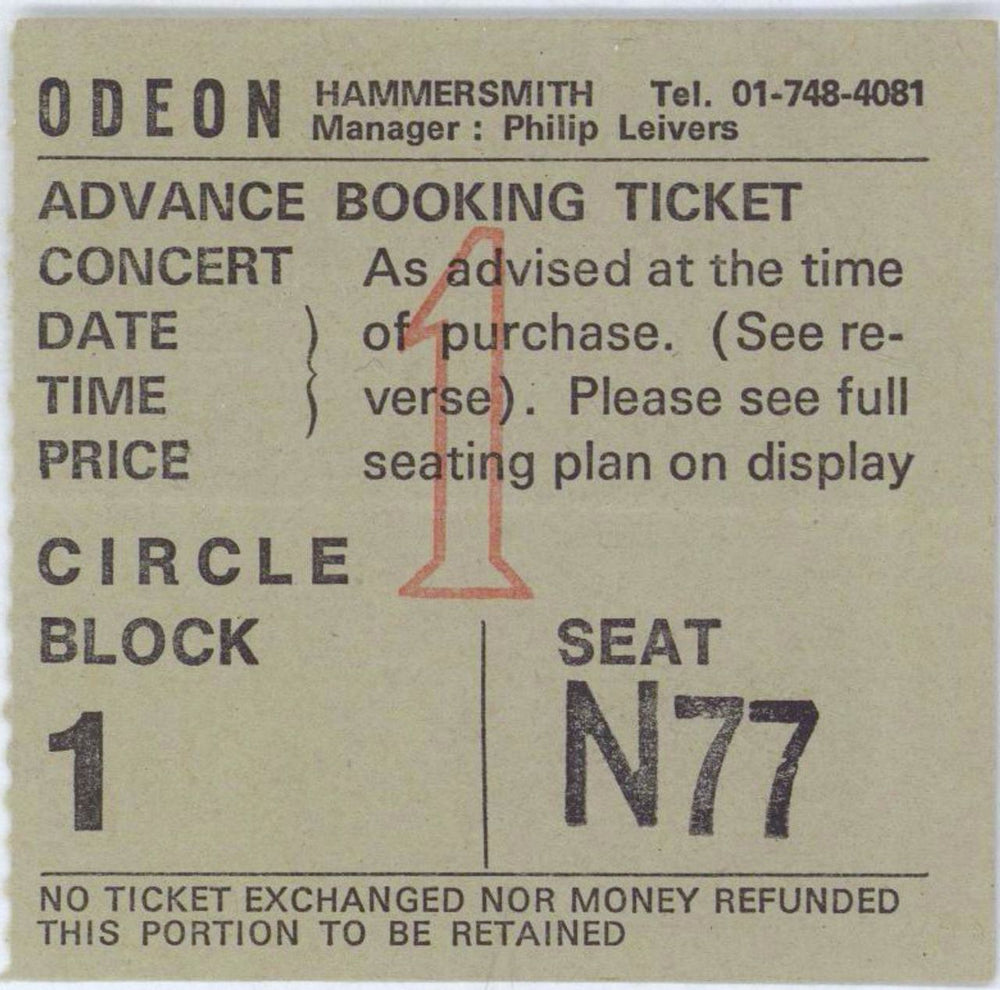 ODEON HAMMERSMITH Tel. 01-748-4081
Manager : Philip Leivers
ADVANCE BOOKING TICKET
CONCERT As advised at the time
DATE of purchase. (See re-
TIME verse). Please see full
PRICE seating plan on display
1
CIRCLE
BLOCK SEAT
1 N77
NO TICKET EXCHANGED NOR MONEY REFUNDED
THIS PORTION TO BE RETAINED